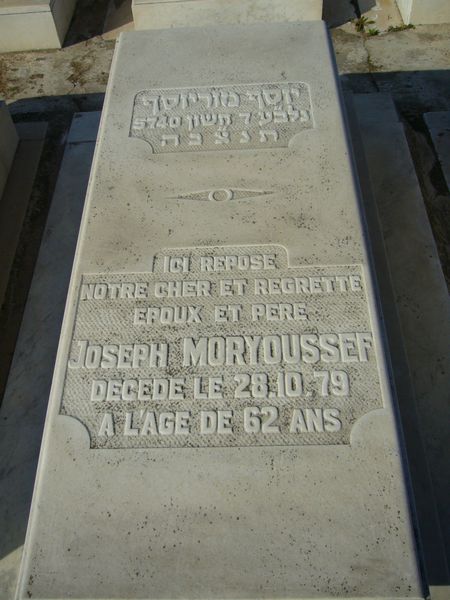 יוסף מוריוסף
נלב״ע ז חשון 5740
ת נ צ ב ה
ICI REPOSE
NOTRE CHER ET REGRETTE
EPOUX ET PERE
JOSEPH MORYOUSSEF
DECEDE LE 28.10.79
A L'AGE DE 62 ANS